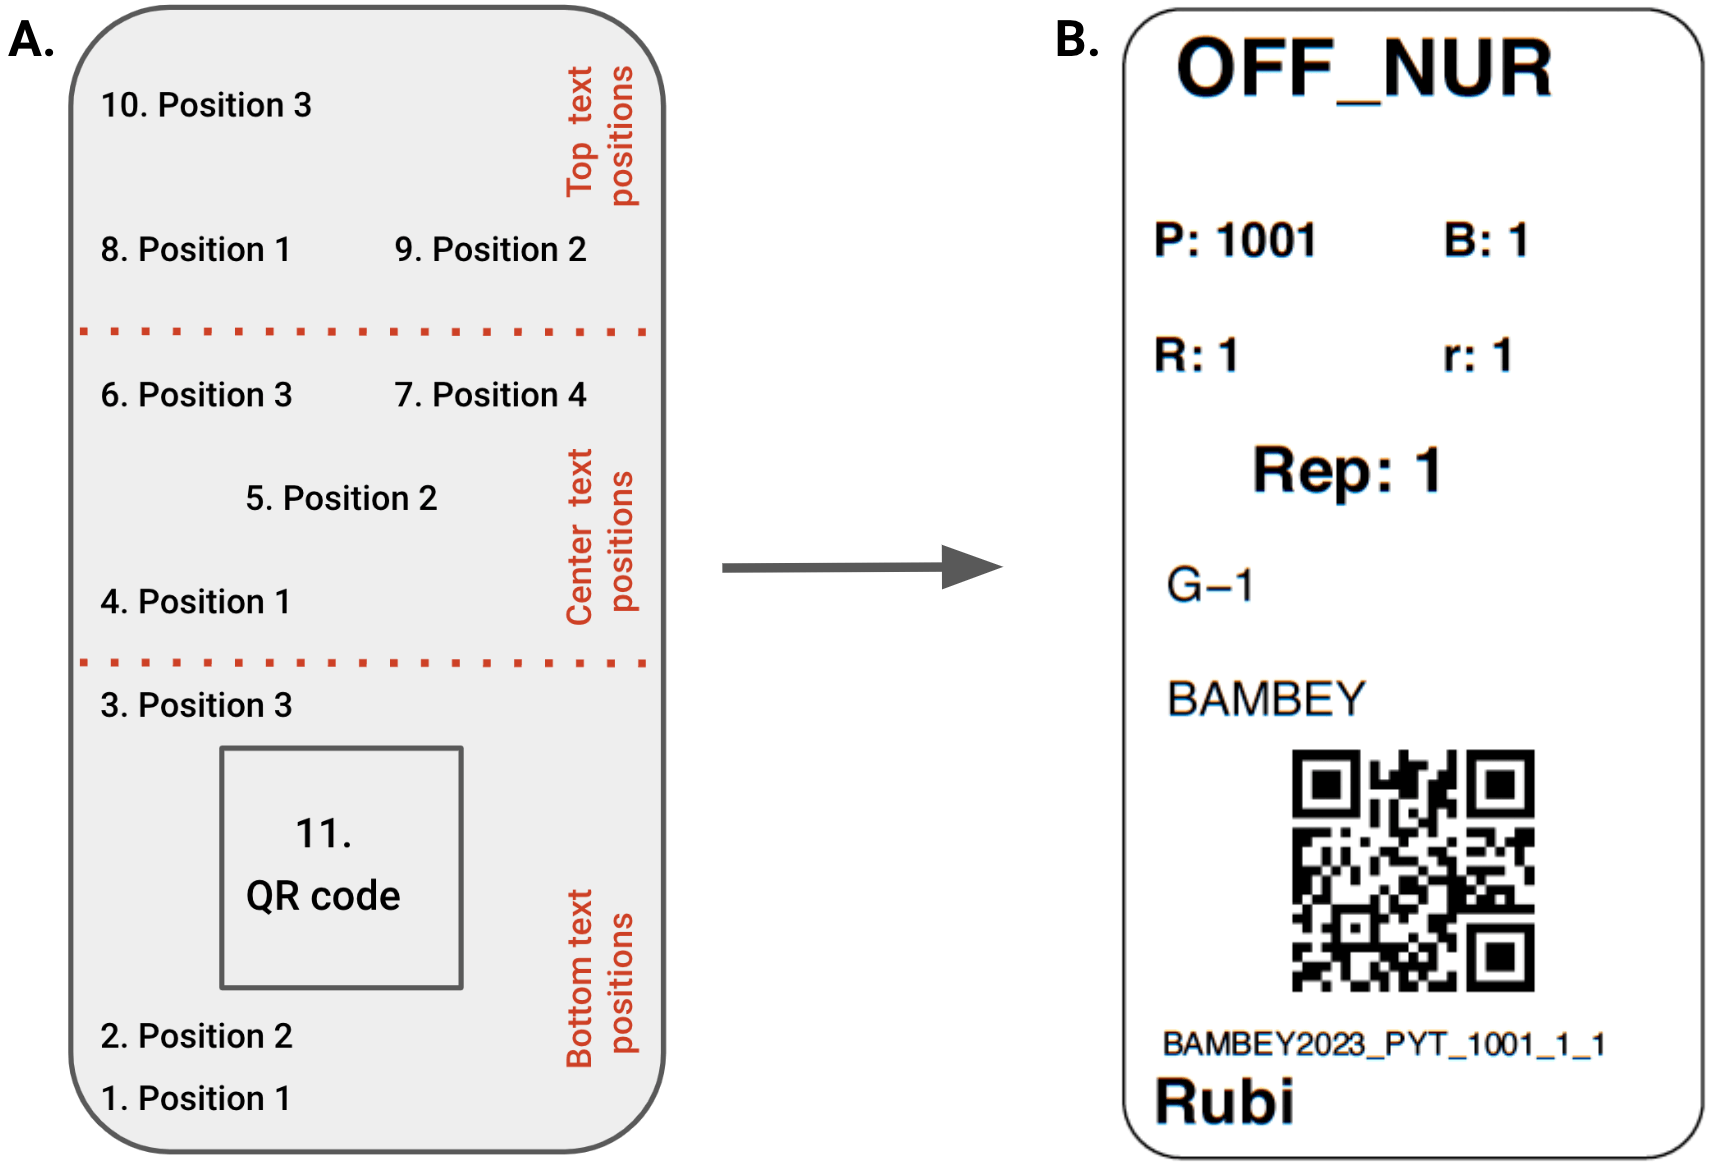 A.
10. Position 3
Top text
positions
8. Position 1
9. Position 2
6. Position 3
7. Position 4
5. Position 2
Center text
positions
4. Position 1
3. Position 3
11.
QR code
Bottom text
positions
2. Position 2
1. Position 1
B.
OFF_NUR
P: 1001
B: 1
R: 1
r: 1
Rep: 1
G−1
BAMBEY
BAMBEY2023_PYT_1001_1_1
Rubi